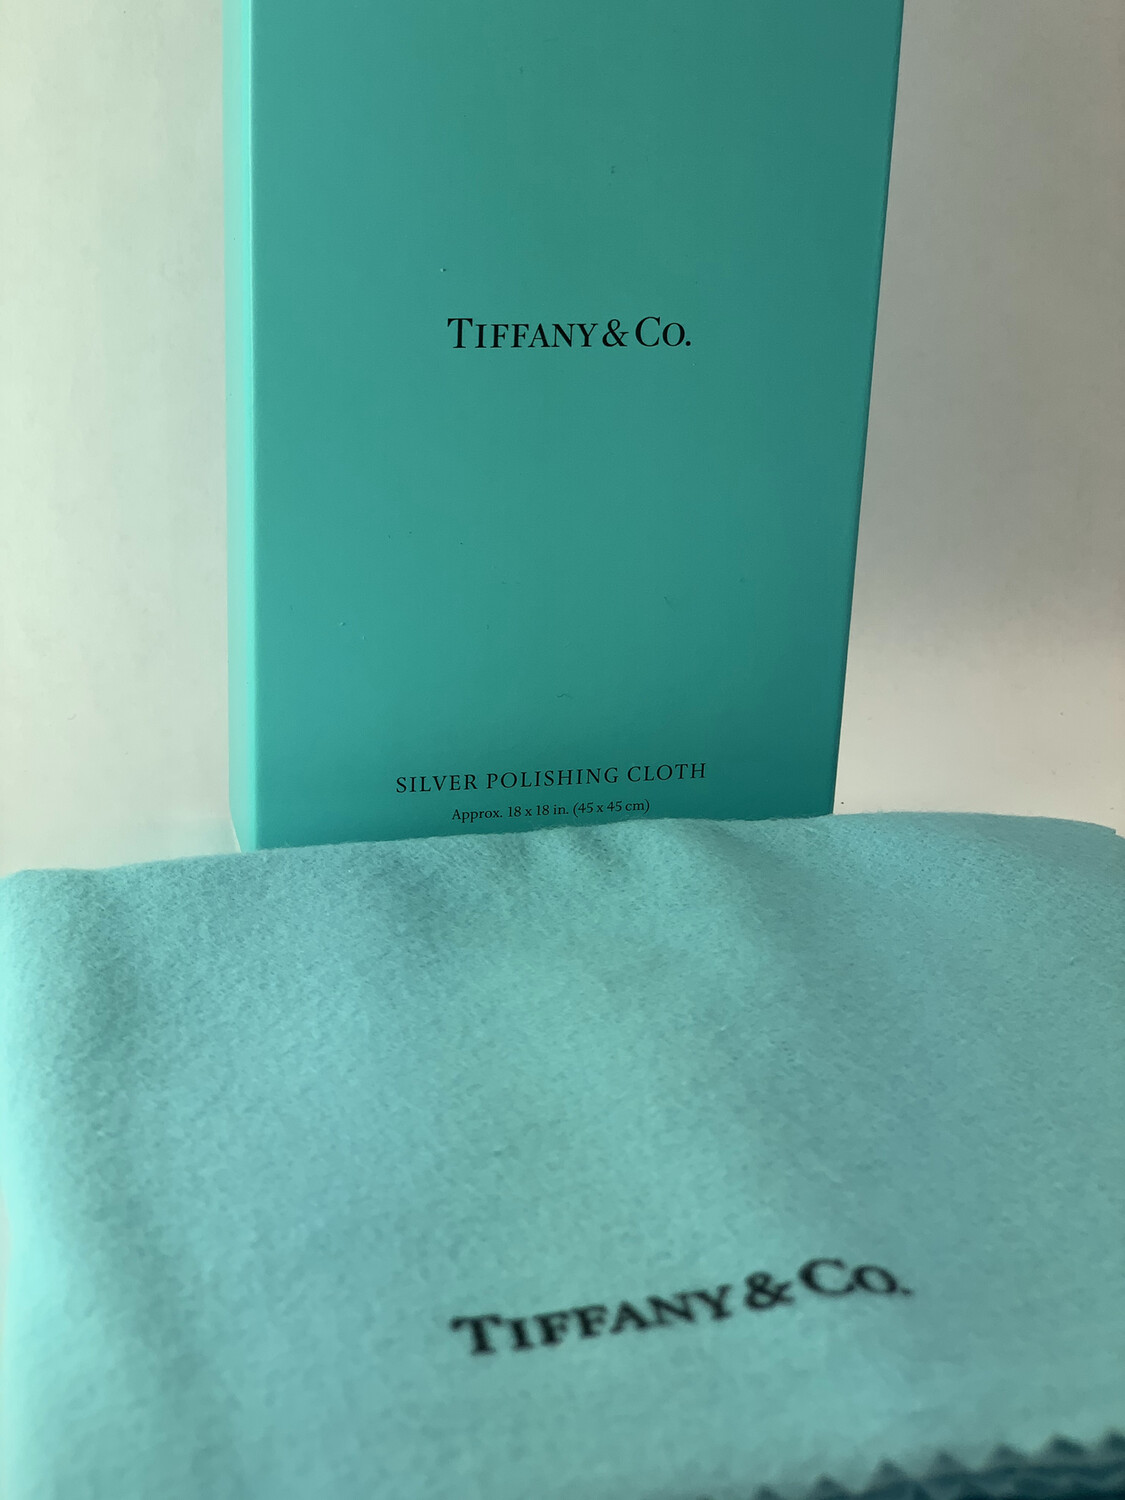 TIFFANY & CO.
SILVER POLISHING CLOTH
Approx. 18 x 18 in. (45 x 45 cm)
TIFFANY & CO.